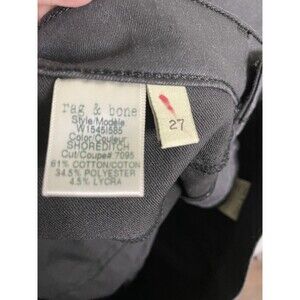 rag & bone
Style/Modèle
W1545I585
Color/Couleur
SHOREDITCH
Cut/Coupe# 7095
61% COTTON/COTON
34.5% POLYESTER
4.5% LYCRA
27